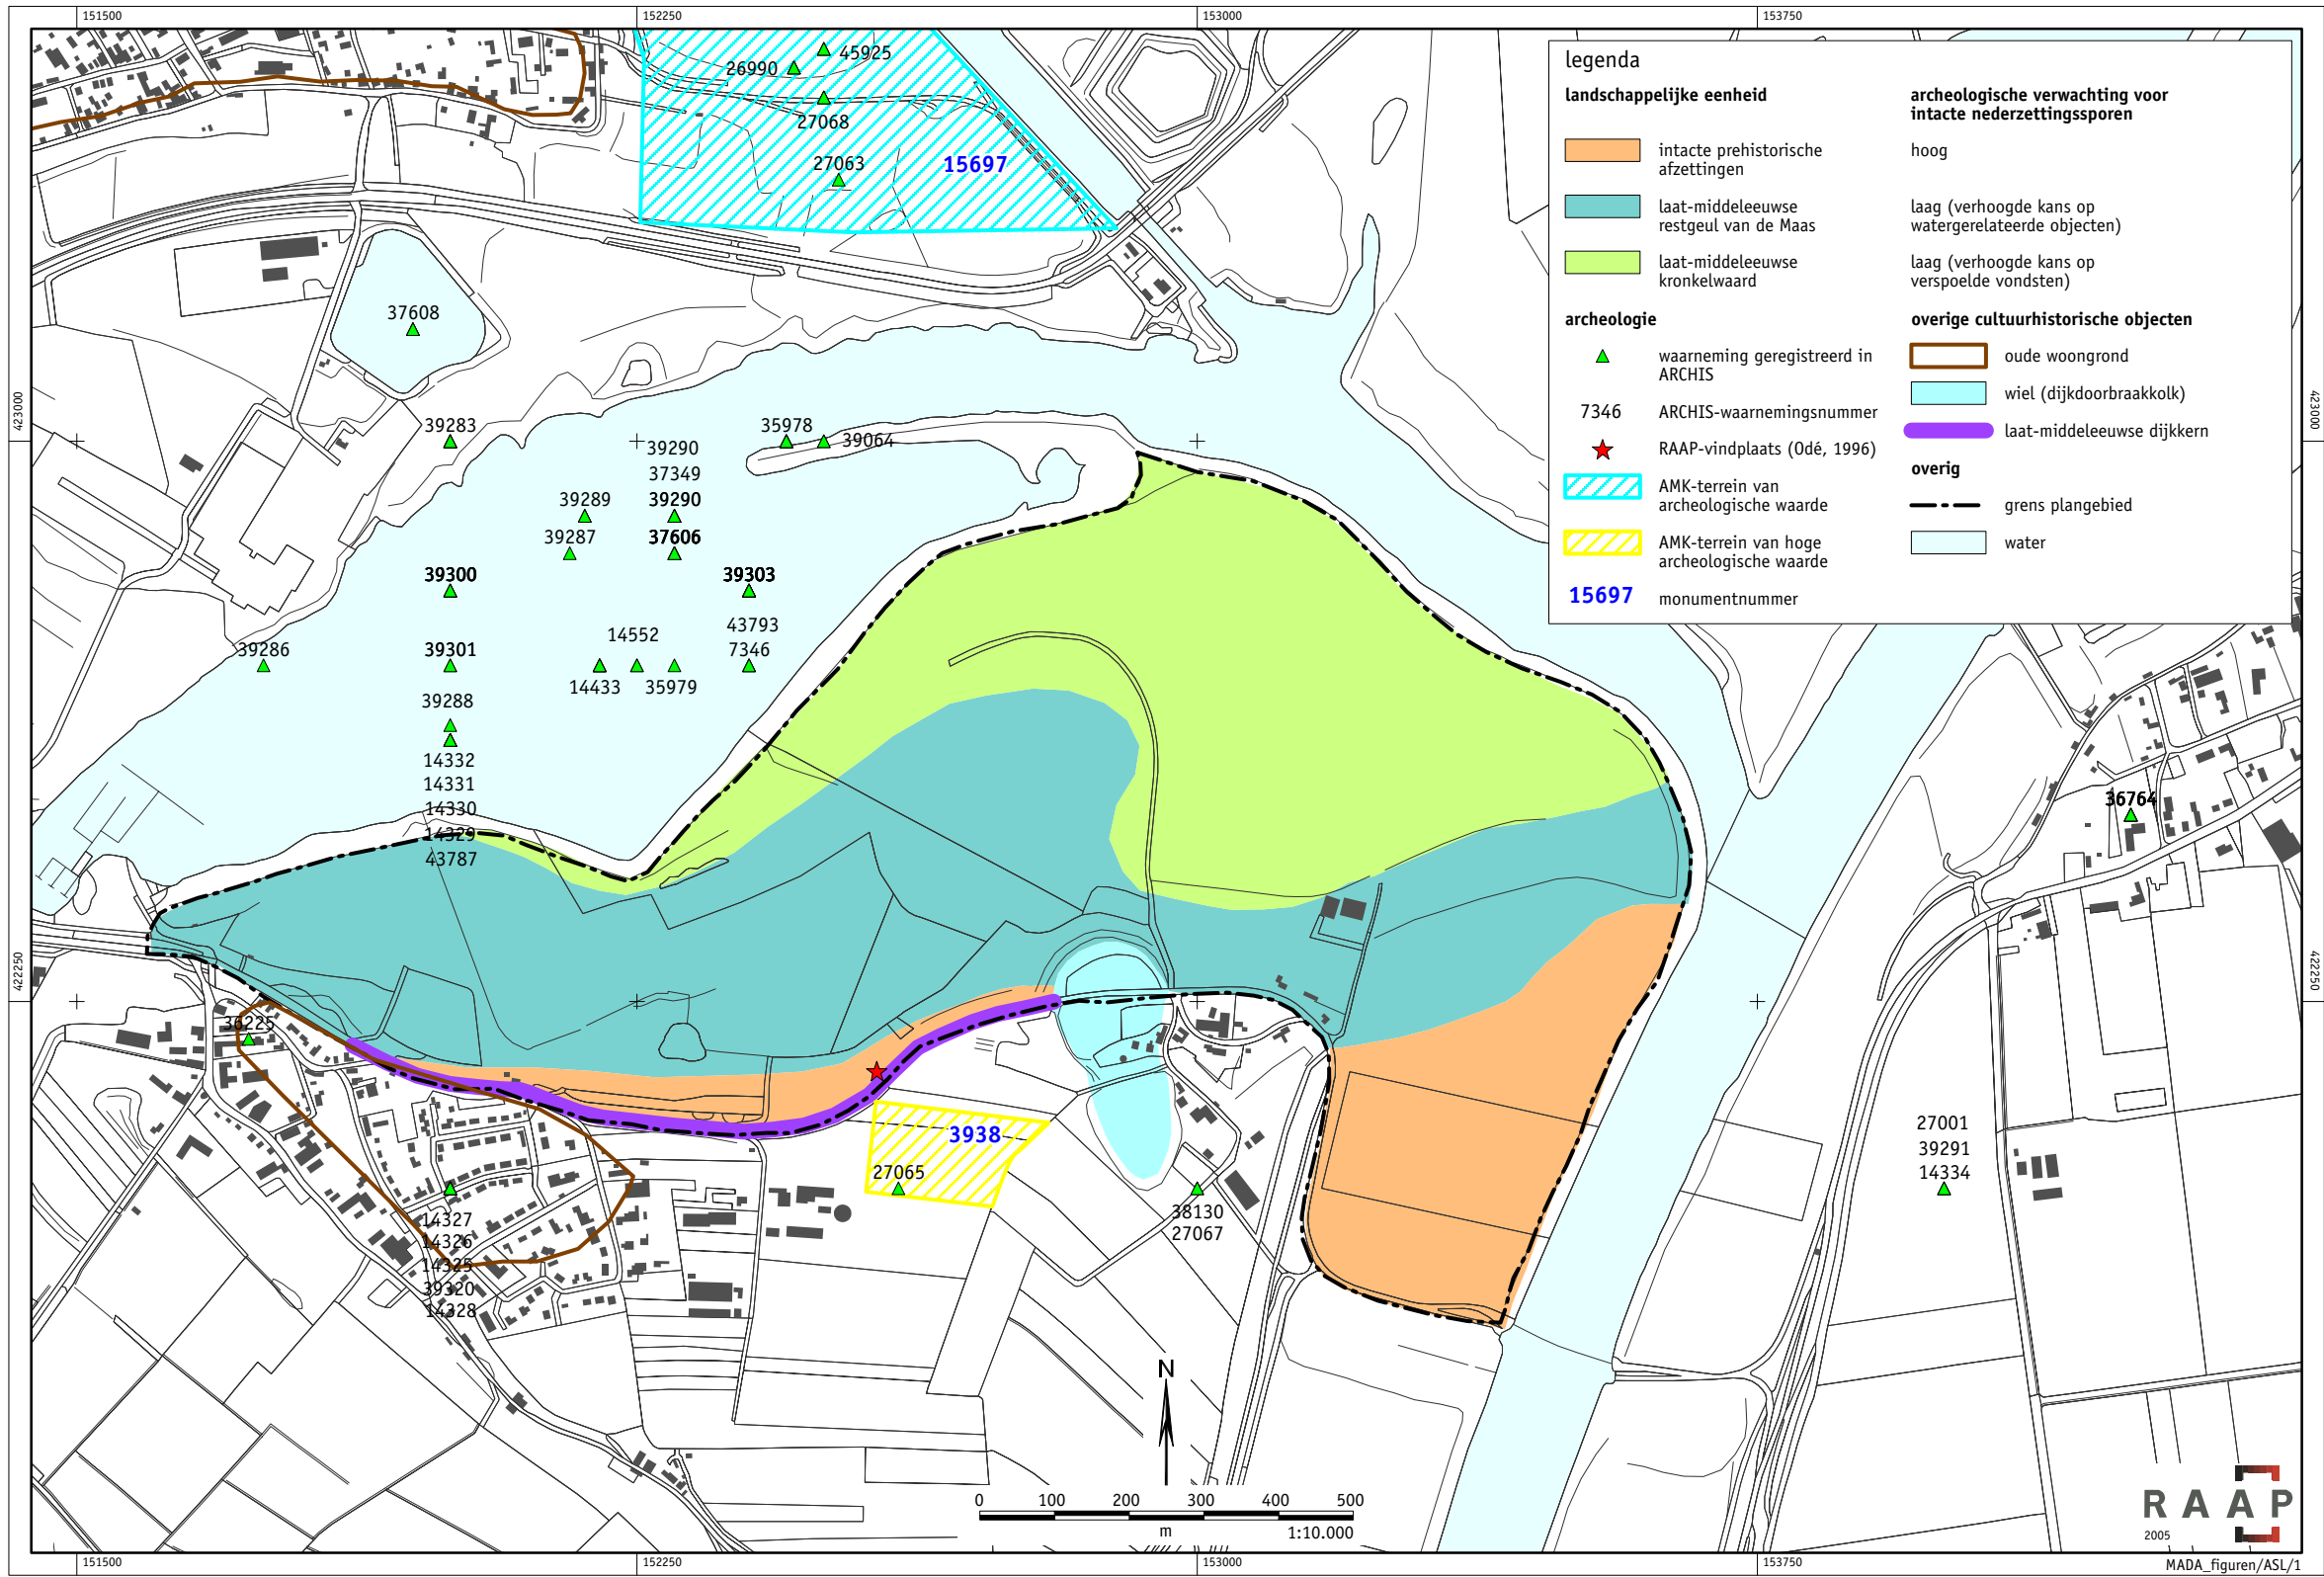 151500
152250
153000
153750
45925
26990
27068
27063
15697
37608
423000
423000
39283
35978
39064
39290
37349
39289
39290
39287
37606
39300
39303
43793
14552
7346
39286
39301
14433
35979
39288
14332
14331
14330
14329
43787
36764
422250
422250
36225
3938
27065
27001
39291
14334
38130
27067
14327
14326
14325
39320
14328
legenda
landschappelijke eenheid
archeologische verwachting voor
intacte nederzettingssporen
intacte prehistorische
afzettingen
hoog
laat-middeleeuwse
restgeul van de Maas
laag (verhoogde kans op
watergerelateerde objecten)
laat-middeleeuwse
kronkelwaard
laag (verhoogde kans op
verspoelde vondsten)
archeologie
waarneming geregistreerd in
ARCHIS
7346
ARCHIS-waarnemingsnummer
RAAP-vindplaats (Odé, 1996)
AMK-terrein van
archeologische waarde
AMK-terrein van hoge
archeologische waarde
15697
monumentnummer
overige cultuurhistorische objecten
oude woongrond
wiel (dijkdoorbraakkolk)
laat-middeleeuwse dijkkern
overig
grens plangebied
water
N
0 100 200 300 400 500
m
1:10.000
RAAP
2005
151500
152250
153000
153750
MADA_figuren/ASL/1